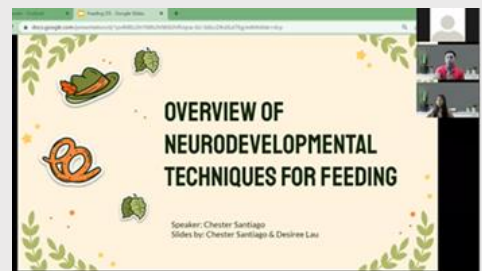 OVERVIEW OF
NEURODEVELOPMENTAL
TECHNIQUES FOR FEEDING
Speaker: Chester Santiago
Slides by: Chester Santiago & Desiree Lau